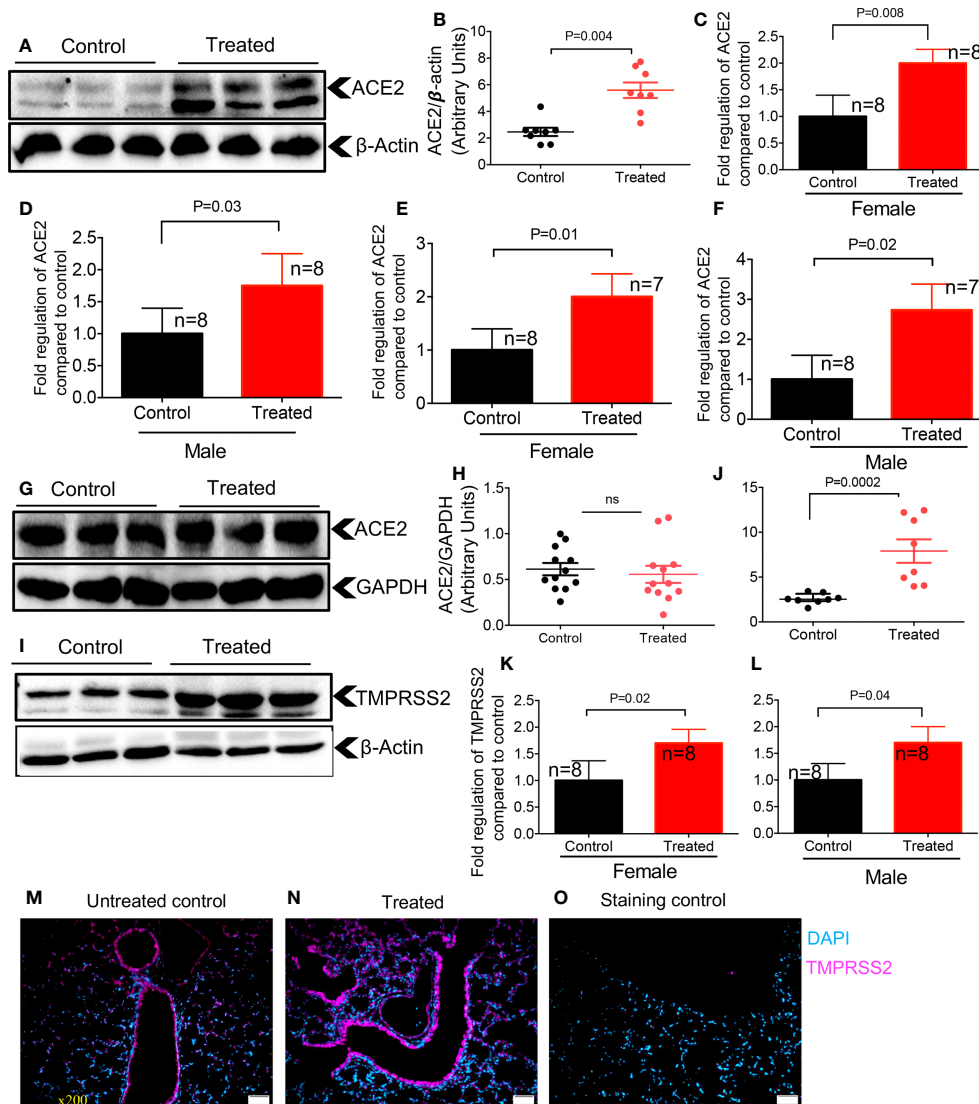 A
Control Treated
ACE2
β-Actin
B
P=0.004
ACE2/β-actin
(Arbitrary Units)
10
8
6
4
2
0
Control Treated
C
P=0.008
Fold regulation of ACE2
compared to control
2.5
2.0
1.5
1.0
0.5
0.0
n=8
n=8
Control Treated
Female
D
P=0.03
Fold regulation of ACE2
compared to control
2.5
2.0
1.5
1.0
0.5
0.0
n=8
n=8
Control Treated
Male
E
P=0.01
Fold regulation of ACE2
compared to control
3
2
1
0
n=8
n=7
Control Treated
Female
F
P=0.02
Fold regulation of ACE2
compared to control
4
3
2
1
0
n=8
n=7
Control Treated
Male
G
Control Treated
ACE2
GAPDH
H
ns
ACE2/GAPDH
(Arbitrary Units)
1.5
1.0
0.5
0.0
Control Treated
J
P=0.0002
15
10
5
0
Control Treated
I
Control Treated
TMPRSS2
β-Actin
K
P=0.02
Fold regulation of TMPRSS2
compared to control
2.5
2.0
1.5
1.0
0.5
0.0
n=8
n=8
Control Treated
Female
L
P=0.04
2.5
2.0
1.5
1.0
0.5
0.0
n=8
n=8
Control Treated
Male
M Untreated control
x200
N Treated
O Staining control
DAPI
TMPRSS2